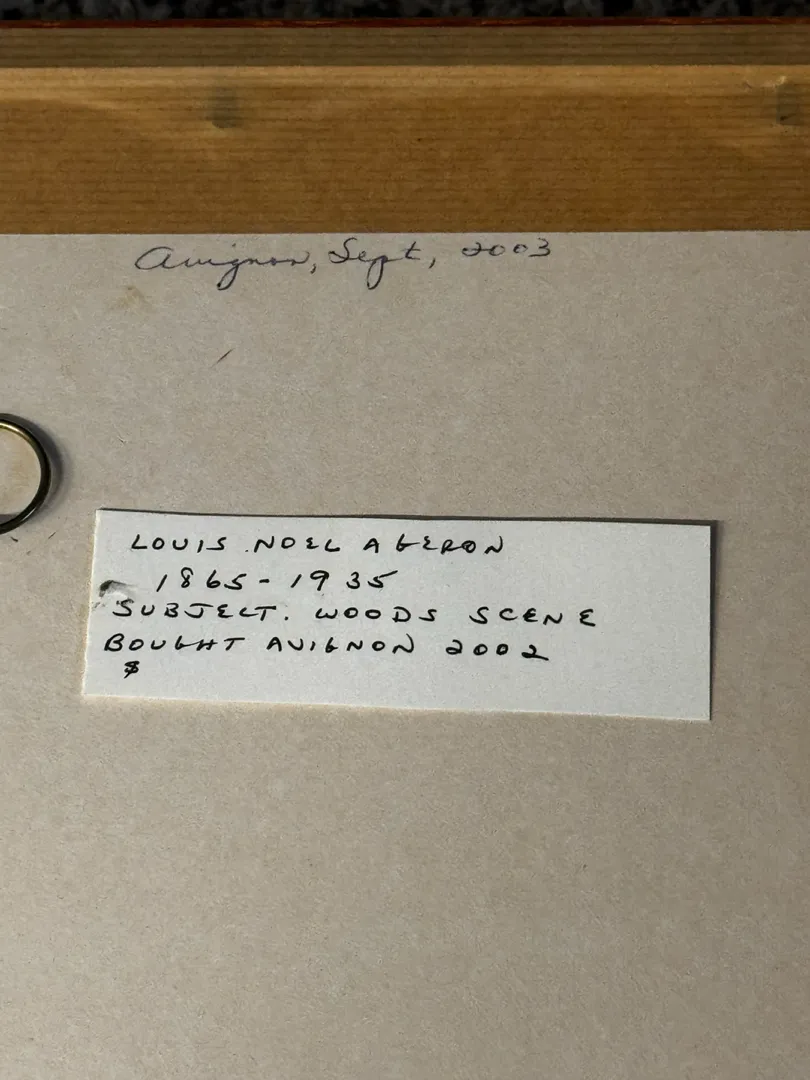 Avignon, Sept, 2003
LOUIS NOEL AGERON
1865-1935
SUBJECT. WOODS SCENE
BOUGHT AVIGNON 2002
$